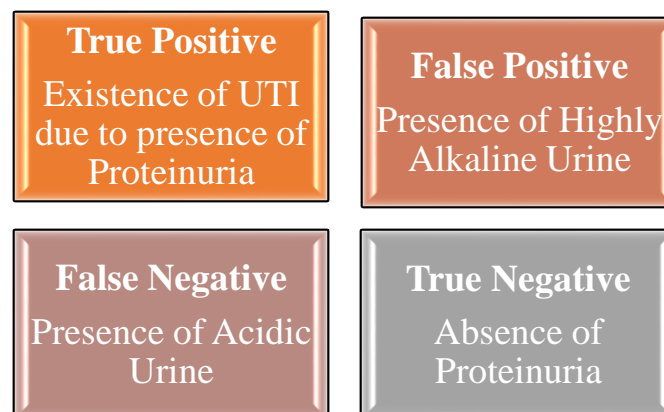 True Positive
Existence of UTI
due to presence of
Proteinuria
False Positive
Presence of Highly
Alkaline Urine
False Negative
Presence of Acidic
Urine
True Negative
Absence of
Proteinuria